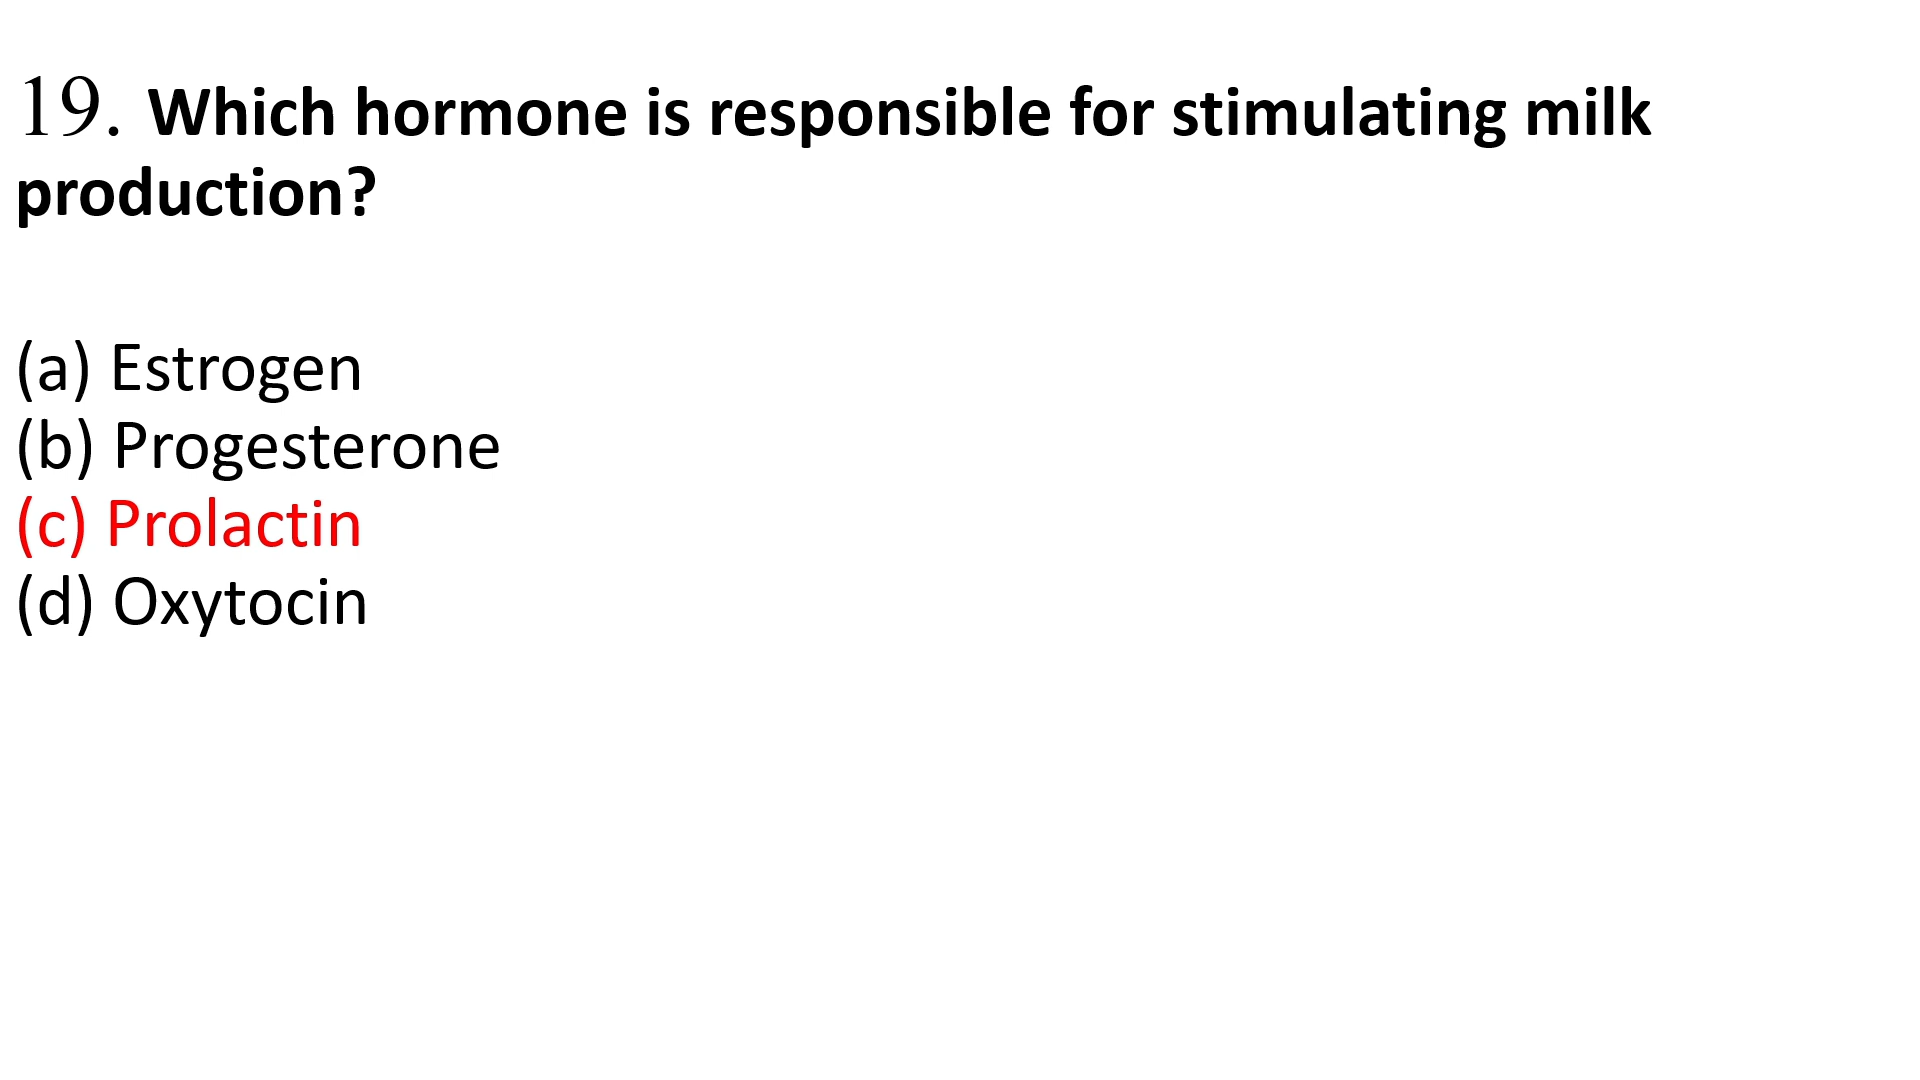 19. Which hormone is responsible for stimulating milk
production?
(a) Estrogen
(b) Progesterone
(c) Prolactin
(d) Oxytocin